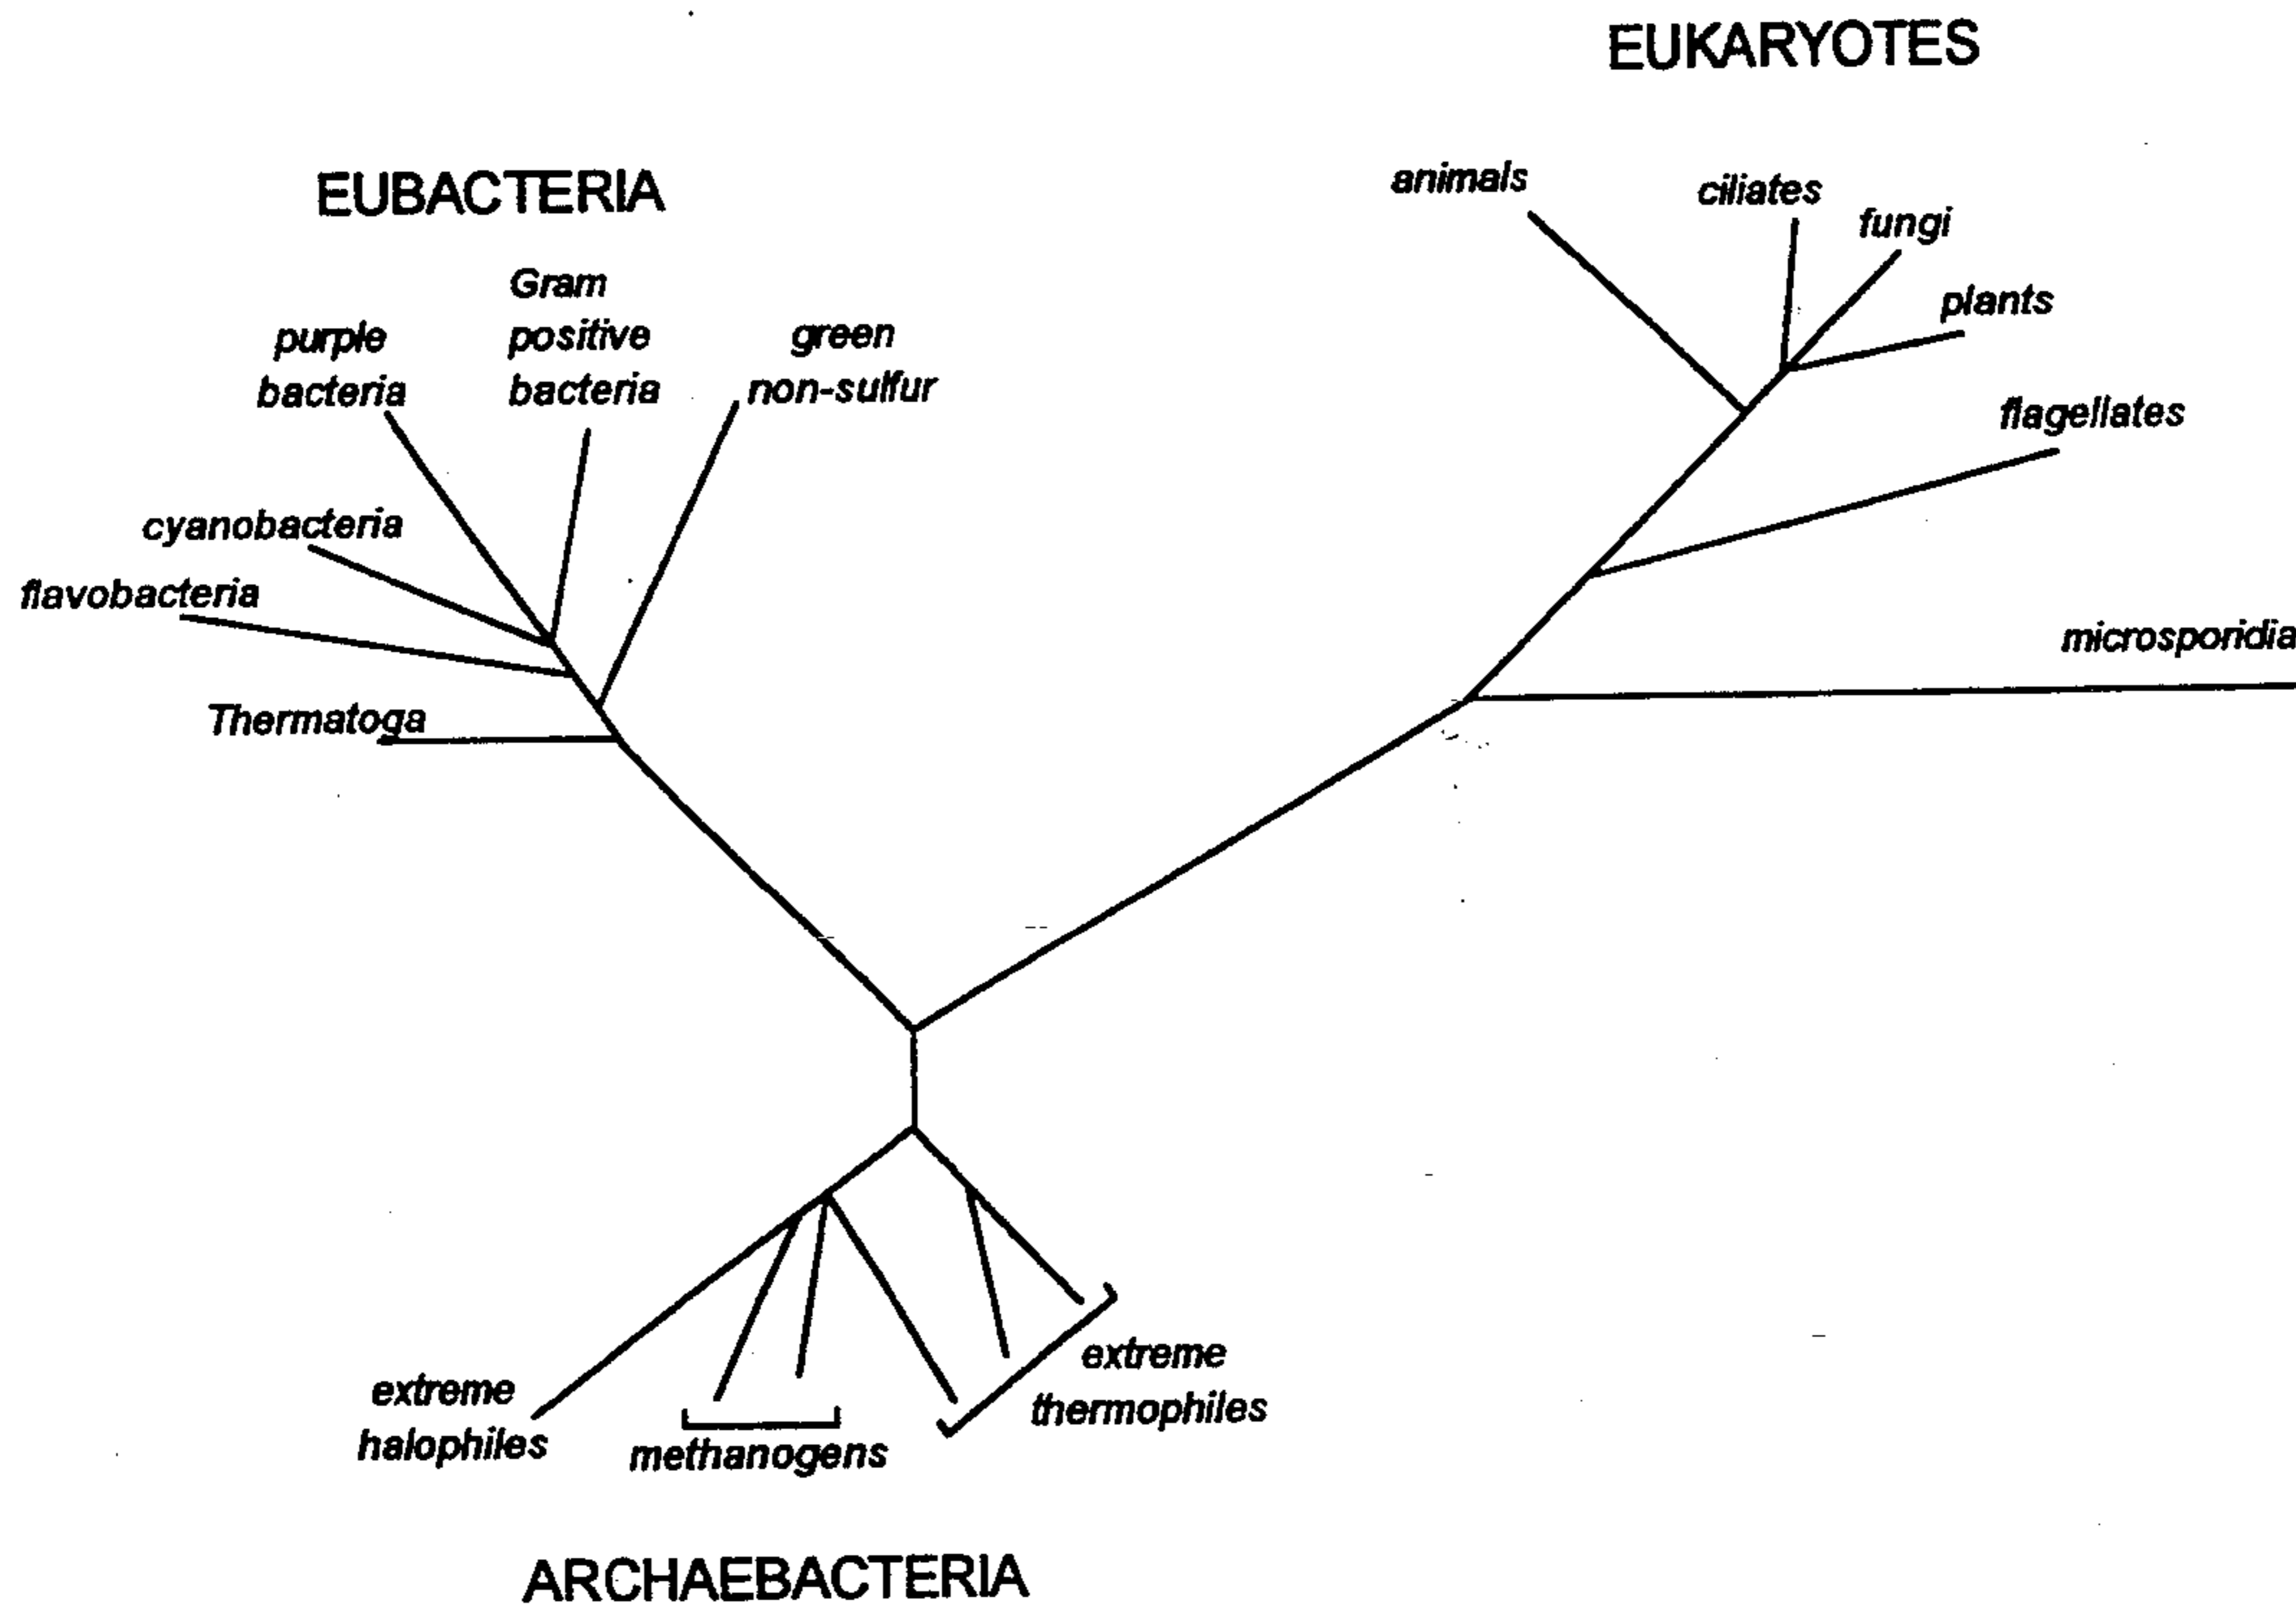 EUKARYOTES
EUBACTERIA
animals
ciliates
fungi
plants
flagellates
microsporidia
Gram
positive
bacteria
purple
bacteria
green
non-sulfur
cyanobacteria
flavobacteria
Thermatoga
extreme
halophiles
methanogens
extreme
thermophiles
ARCHAEBACTERIA